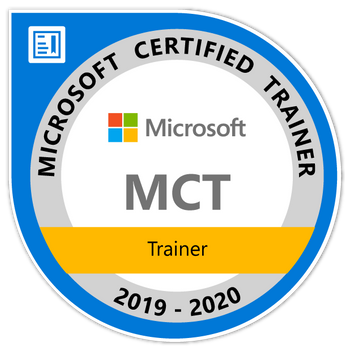 MICROSOFT CERTIFIED TRAINER
Microsoft
MCT
Trainer
2019 - 2020